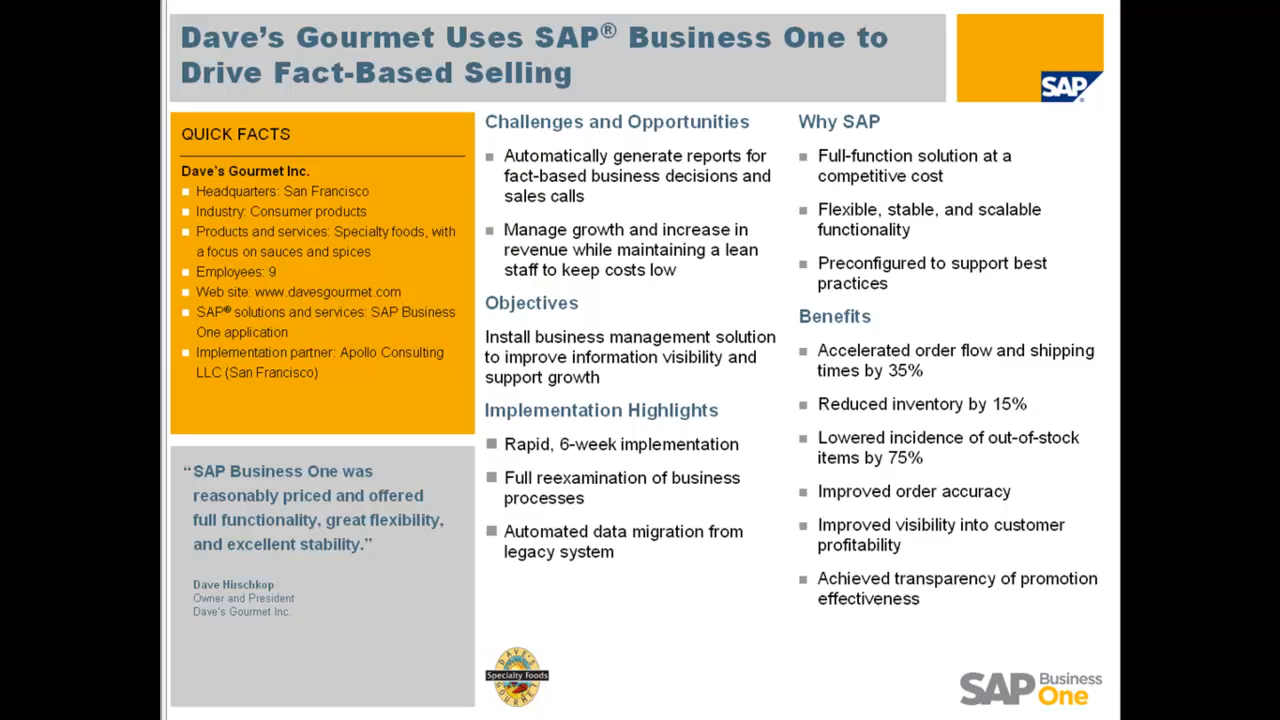 Dave's Gourmet Uses SAP® Business One to
Drive Fact-Based Selling
SAP
QUICK FACTS
Dave's Gourmet Inc.
Headquarters: San Francisco
Industry: Consumer products
Products and services: Specialty foods, with
a focus on sauces and spices
Employees: 9
Web site: www.davesgourmet.com
SAP® solutions and services: SAP Business
One application
Implementation partner: Apollo Consulting
LLC (San Francisco)
“SAP Business One was
reasonably priced and offered
full functionality, great flexibility,
and excellent stability.”
Dave Hirschkop
Owner and President
Dave's Gourmet Inc.
Challenges and Opportunities
Automatically generate reports for
fact-based business decisions and
sales calls
Manage growth and increase in
revenue while maintaining a lean
staff to keep costs low
Objectives
Install business management solution
to improve information visibility and
support growth
Implementation Highlights
Rapid, 6-week implementation
Full reexamination of business
processes
Automated data migration from
legacy system
DAVE'S
Specialty Foods
GOURMET
Why SAP
Full-function solution at a
competitive cost
Flexible, stable, and scalable
functionality
Preconfigured to support best
practices
Benefits
Accelerated order flow and shipping
times by 35%
Reduced inventory by 15%
Lowered incidence of out-of-stock
items by 75%
Improved order accuracy
Improved visibility into customer
profitability
Achieved transparency of promotion
effectiveness
SAP Business
One